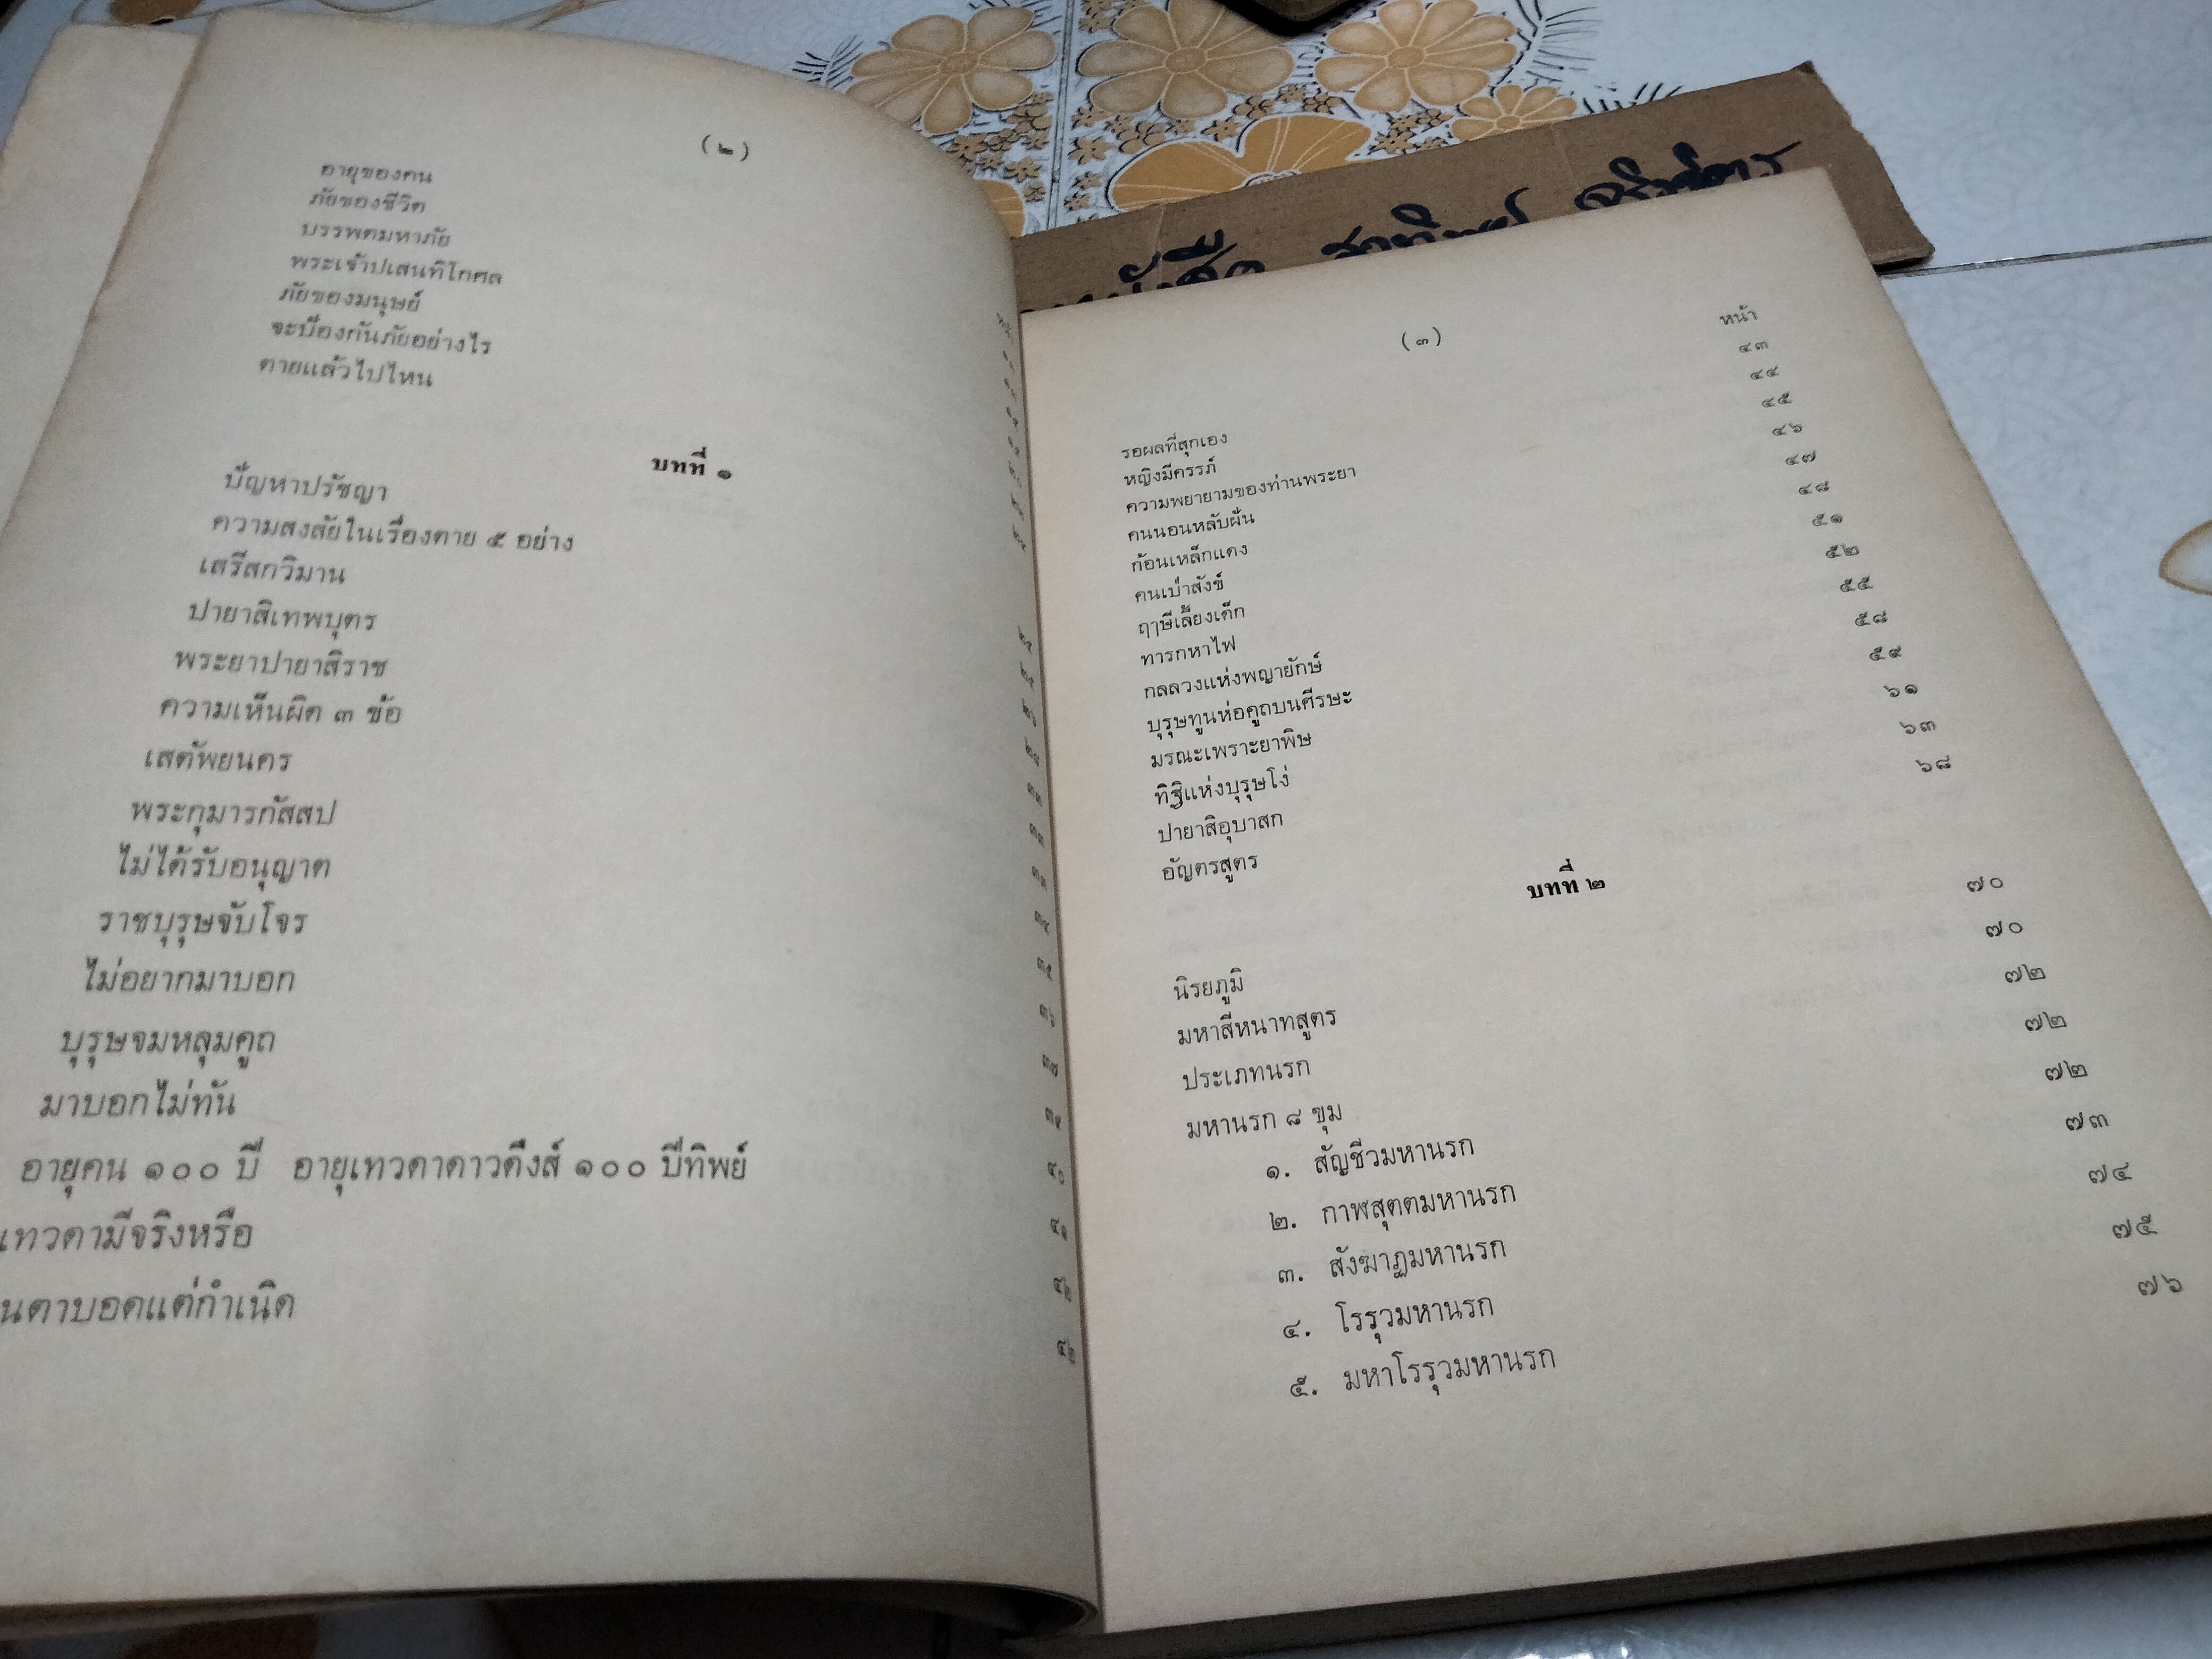 (๒)
อายุของคน
ภัยของชีวิต
บรรพตมหาภัย
พระเจ้าปเสนทิโกศล
ภัยของมนุษย์
จะป้องกันภัยอย่างไร
ตายแล้วไปไหน
บทที่ ๑
ปัญหาปรัชญา
ความสงสัยในเรื่องตาย ๕ อย่าง
เสรีสกวิมาน
ปายาสิเทพบุตร
พระยาปายาสิราช
ความเห็นผิด ๓ ข้อ
เสตัพยนคร
พระกุมารกัสสป
ไม่ได้รับอนุญาต
ราชบุรุษจับโจร
ไม่อยากมาบอก
บุรุษจมหลุมคูถ
มาบอกไม่ทัน
อายุคน ๑๐๐ ปี อายุเทวดาดาวดึงส์ ๑๐๐ ปีทิพย์
เทวดามีจริงหรือ
นตาบอดแต่กำเนิด
หนังสือ
(๓)
หน้า
รอผลที่สุกเอง ๔๓
หญิงมีครรภ์ ๔๔
ความพยายามของท่านพระยา ๔๕
คนนอนหลับฝัน ๔๖
ก้อนเหล็กแดง ๔๗
คนเป่าสังข์ ๔๘
ฤๅษีเลี้ยงเด็ก ๕๑
ทารกหาไฟ ๕๒
กลลวงแห่งพญายักษ์ ๕๕
บุรุษทูนห่อคูถบนศีรษะ ๕๘
มรณะเพราะยาพิษ ๕๙
ทิฐิแห่งบุรุษโง่ ๖๑
ปายาสิอุบาสก ๖๓
อัญตรสูตร ๖๘
บทที่ ๒
นิรยภูมิ ๗๐
มหาสีหนาทสูตร ๗๐
ประเภทนรก ๗๒
มหานรก ๘ ขุม ๗๒
๑. สัญชีวมหานรก ๗๒
๒. กาฬสุตตมหานรก ๗๓
๓. สังฆาฏมหานรก ๗๔
๔. โรรุวมหานรก ๗๕
๕. มหาโรรุวมหานรก ๗๖